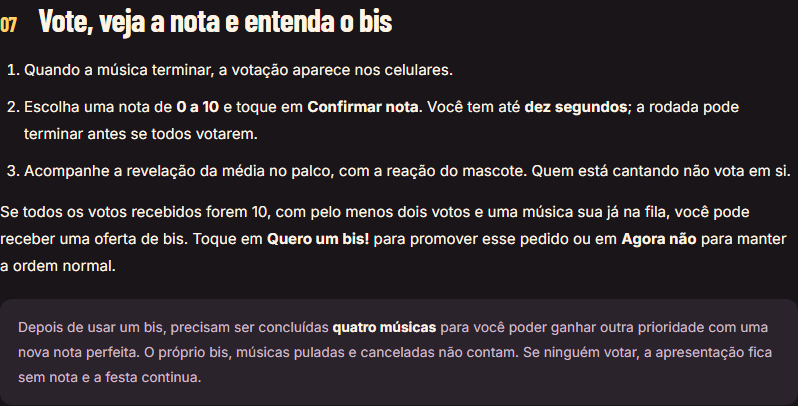 07 Vote, veja a nota e entenda o bis
1. Quando a música terminar, a votação aparece nos celulares.
2. Escolha uma nota de 0 a 10 e toque em Confirmar nota. Você tem até dez segundos; a rodada pode
terminar antes se todos votarem.
3. Acompanhe a revelação da média no palco, com a reação do mascote. Quem está cantando não vota em si.
Se todos os votos recebidos forem 10, com pelo menos dois votos e uma música sua já na fila, você pode
receber uma oferta de bis. Toque em Quero um bis! para promover esse pedido ou em Agora não para manter
a ordem normal.
Depois de usar um bis, precisam ser concluídas quatro músicas para você poder ganhar outra prioridade com uma
nova nota perfeita. O próprio bis, músicas puladas e canceladas não contam. Se ninguém votar, a apresentação fica
sem nota e a festa continua.